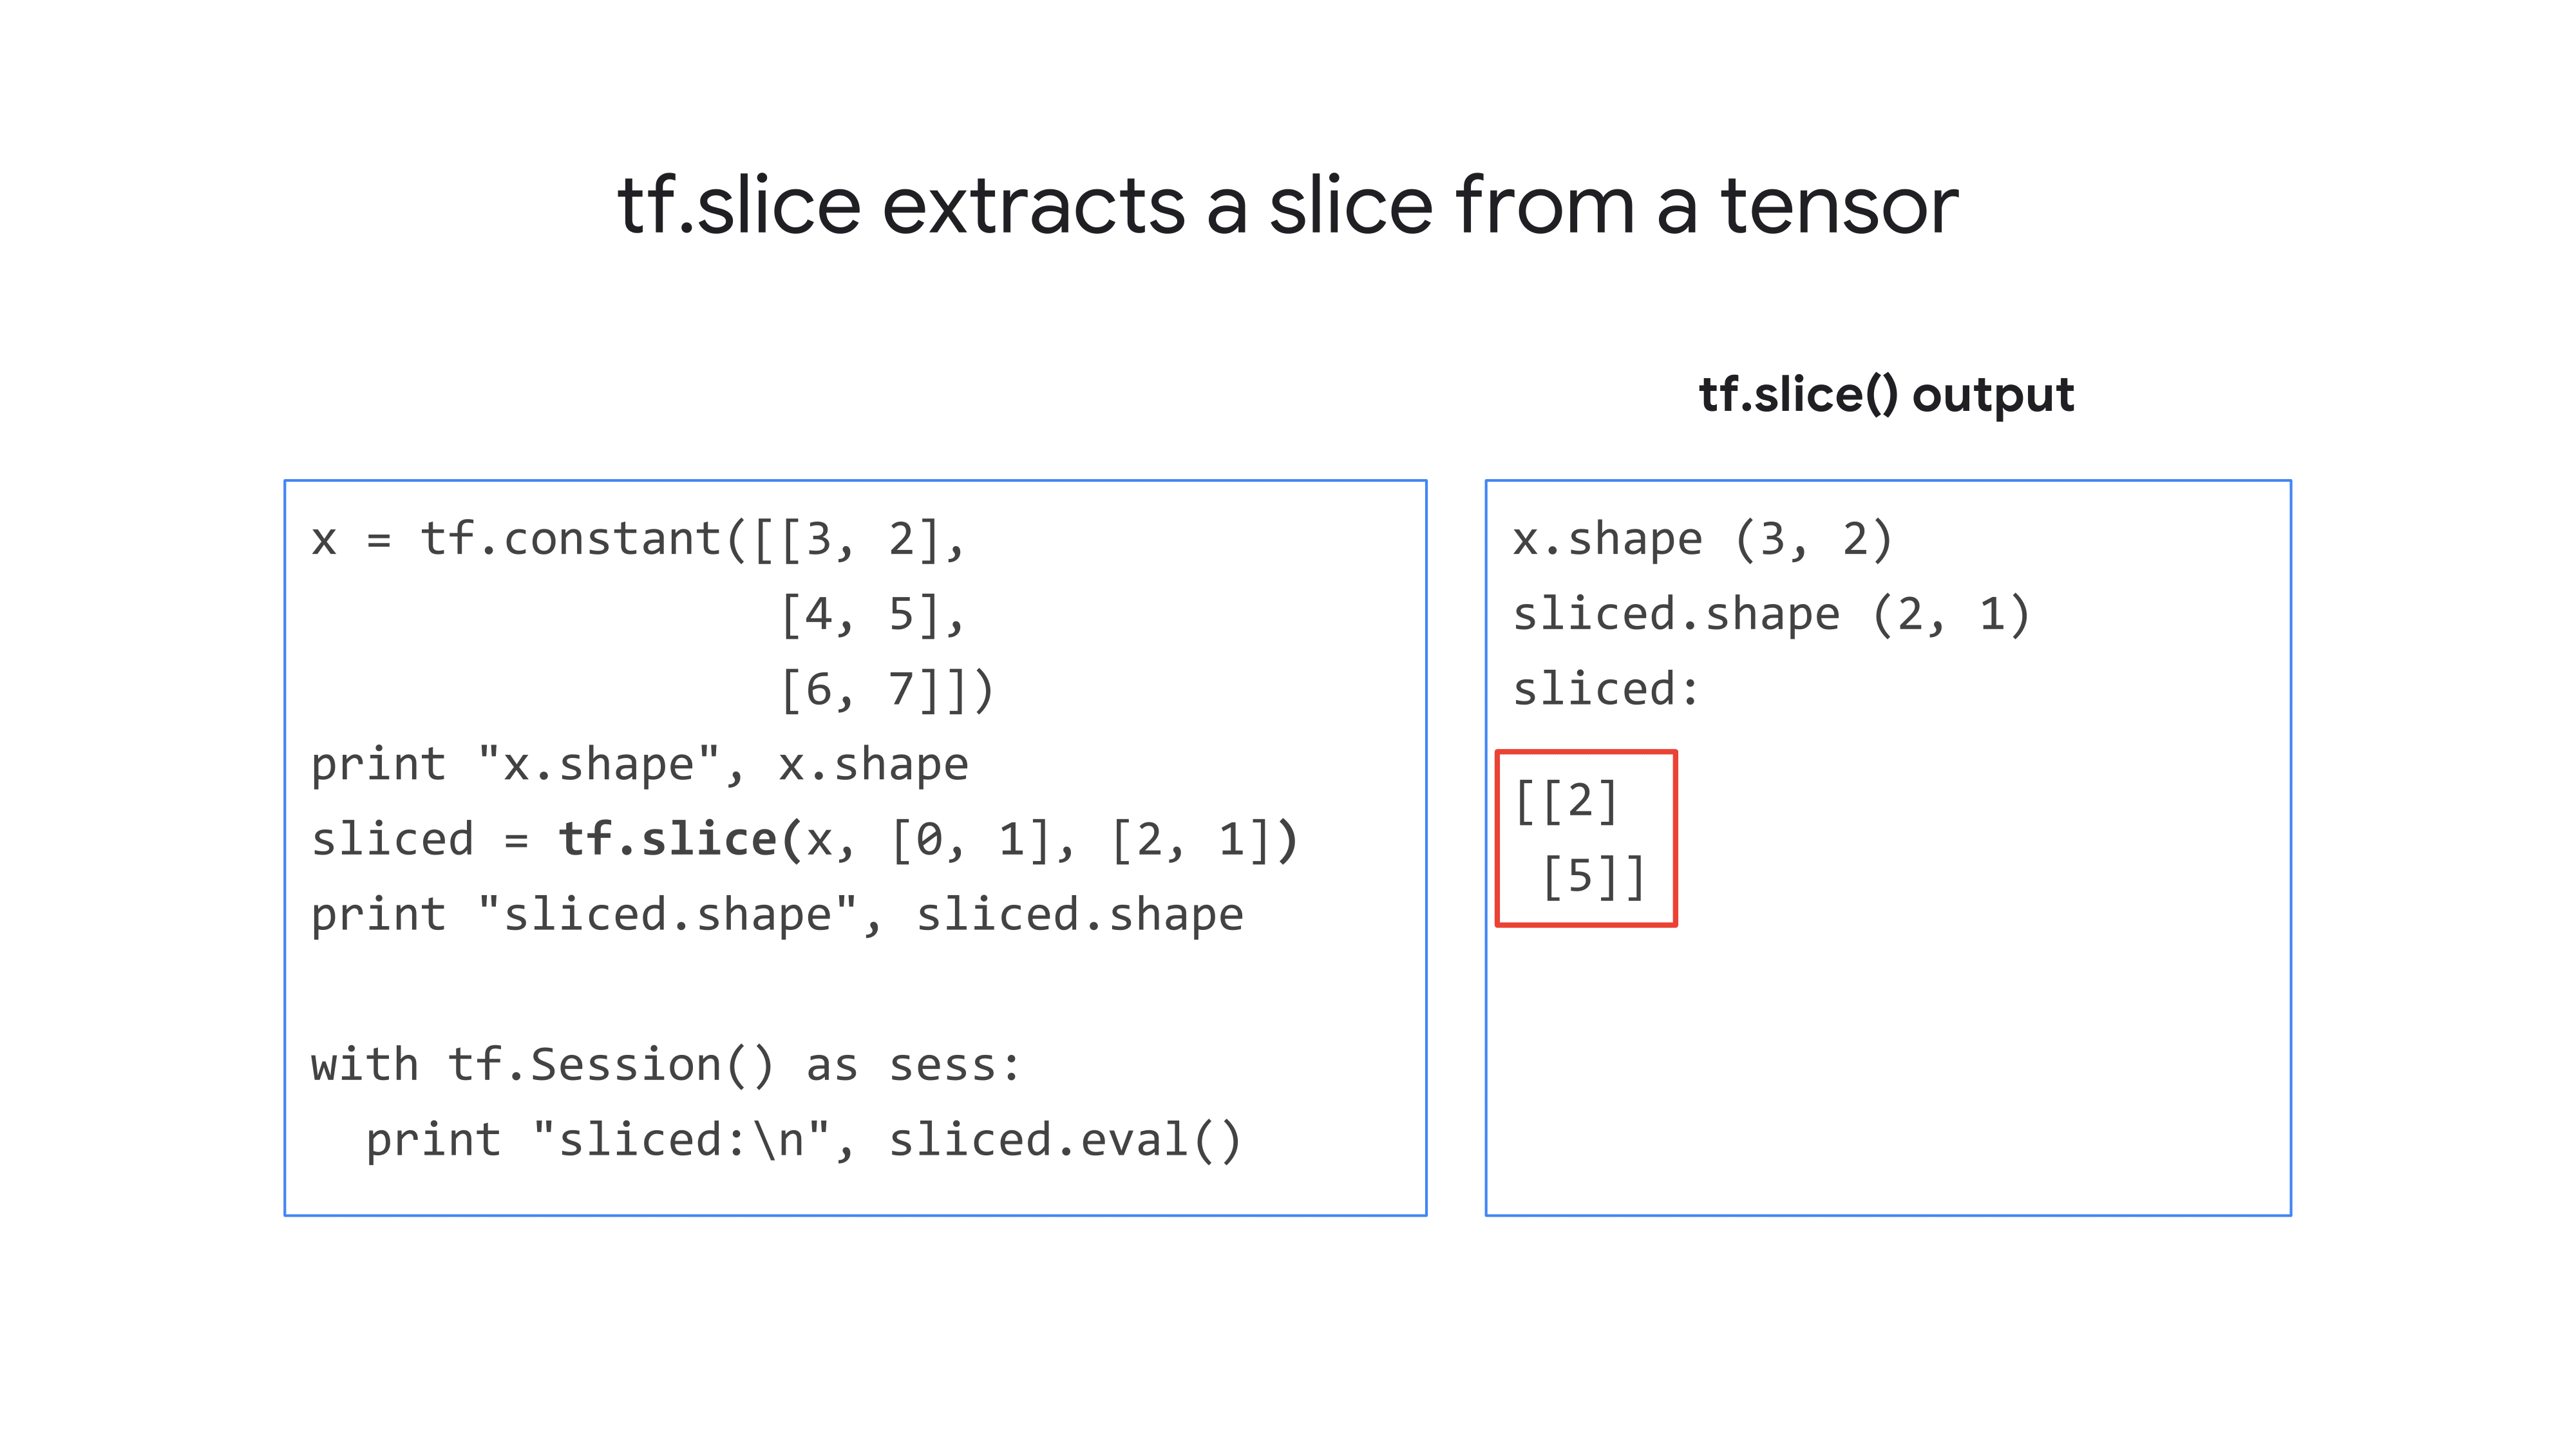 tf.slice extracts a slice from a tensor
tf.slice() output
x = tf.constant([[3, 2],
                 [4, 5],
                 [6, 7]])
print "x.shape", x.shape
sliced = tf.slice(x, [0, 1], [2, 1])
print "sliced.shape", sliced.shape
with tf.Session() as sess:
  print "sliced:\n", sliced.eval()
x.shape (3, 2)
sliced.shape (2, 1)
sliced:
[[2]
 [5]]